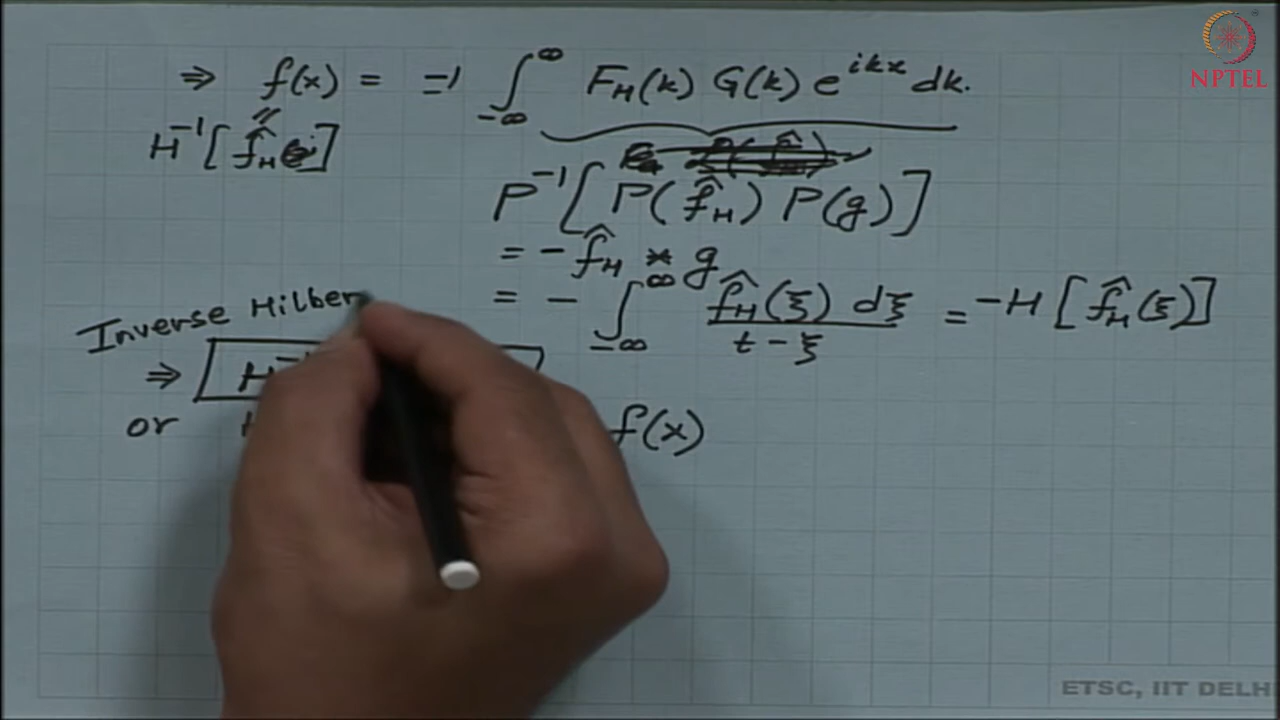 NPTEL
⇒ f(x) = -1 ∫_{-∞}^{∞} F_H(k) G(k) e^{ikx} dk.
H^{-1}[f̂_H]
P^{-1}[P(f̂_H) P(g)]
= - f̂_H * g
= - ∫_{-∞}^{∞} f̂_H(ξ) dξ / (t - ξ) = -H[f̂_H(ξ)]
Inverse Hilber
⇒ H^{-1}
or f(x)
ETSC, IIT DELHI